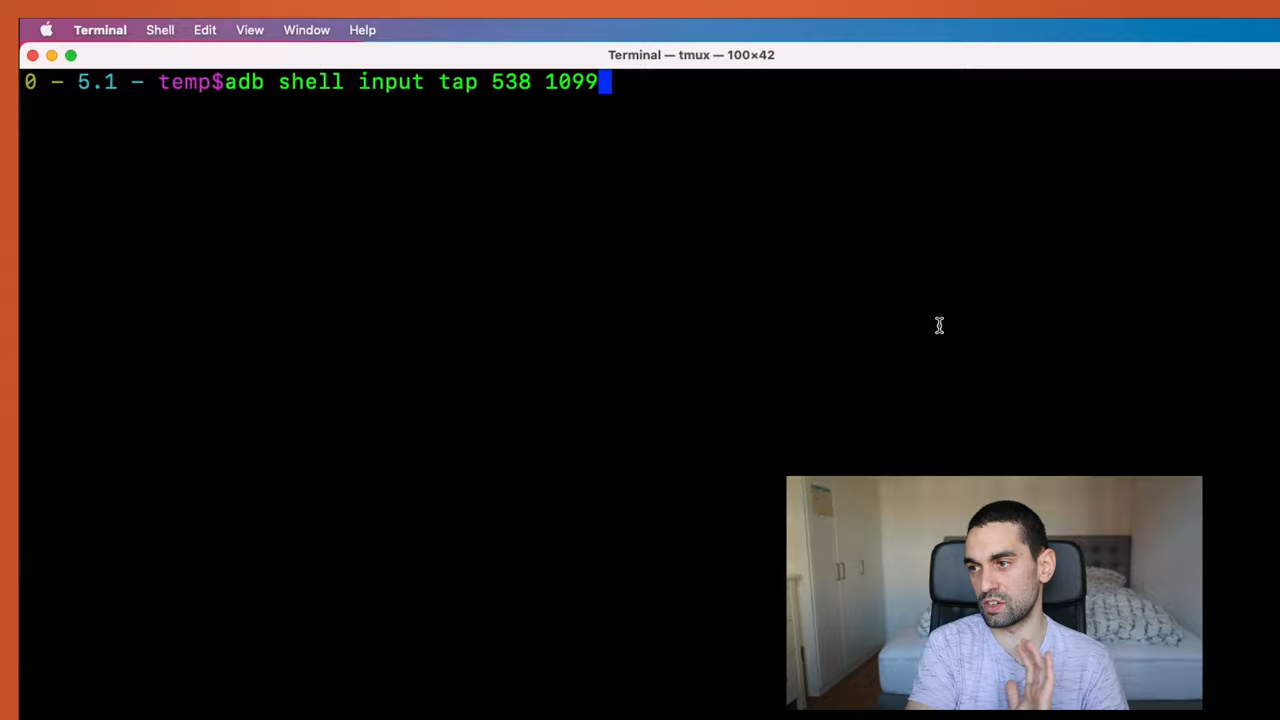 Terminal Shell Edit View Window Help
Terminal — tmux — 100×42
0 - 5.1 - temp$adb shell input tap 538 1099